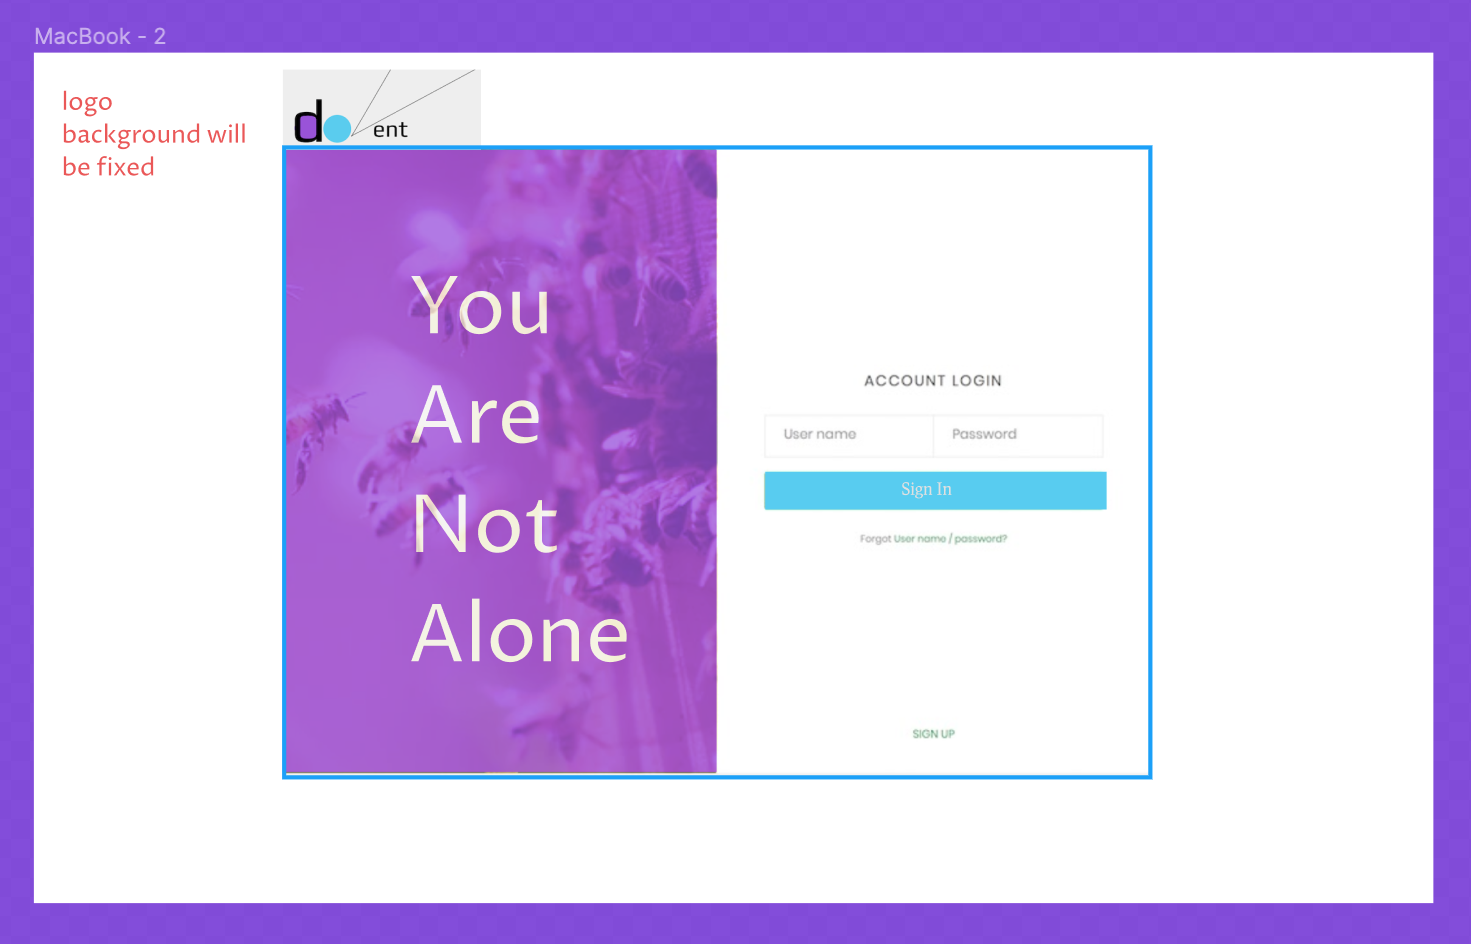 MacBook - 2
logo
background will
be fixed
do ent
You
Are
Not
Alone
ACCOUNT LOGIN
User name Password
Sign In
Forgot User name / password?
SIGN UP